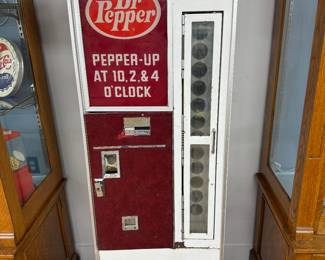 Dr
Pepper
PEPPER-UP
AT 10, 2, & 4
O'CLOCK